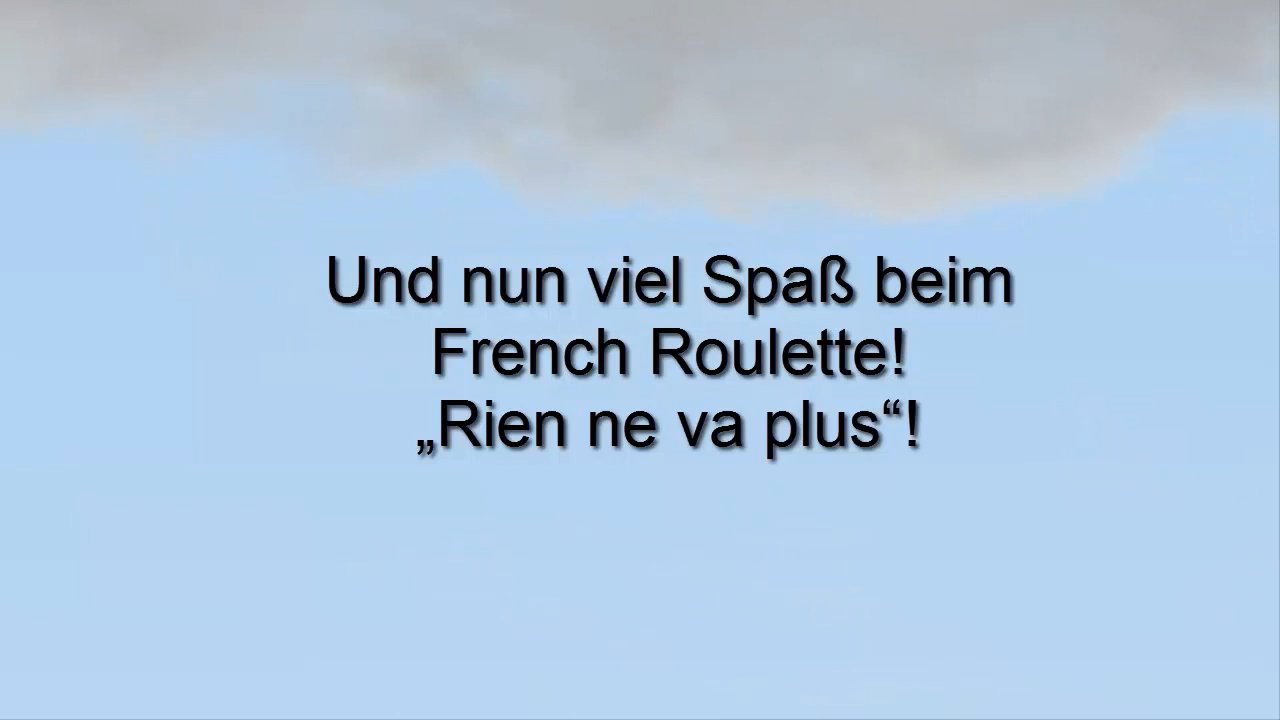 Und nun viel Spaß beim
French Roulette!
„Rien ne va plus“!